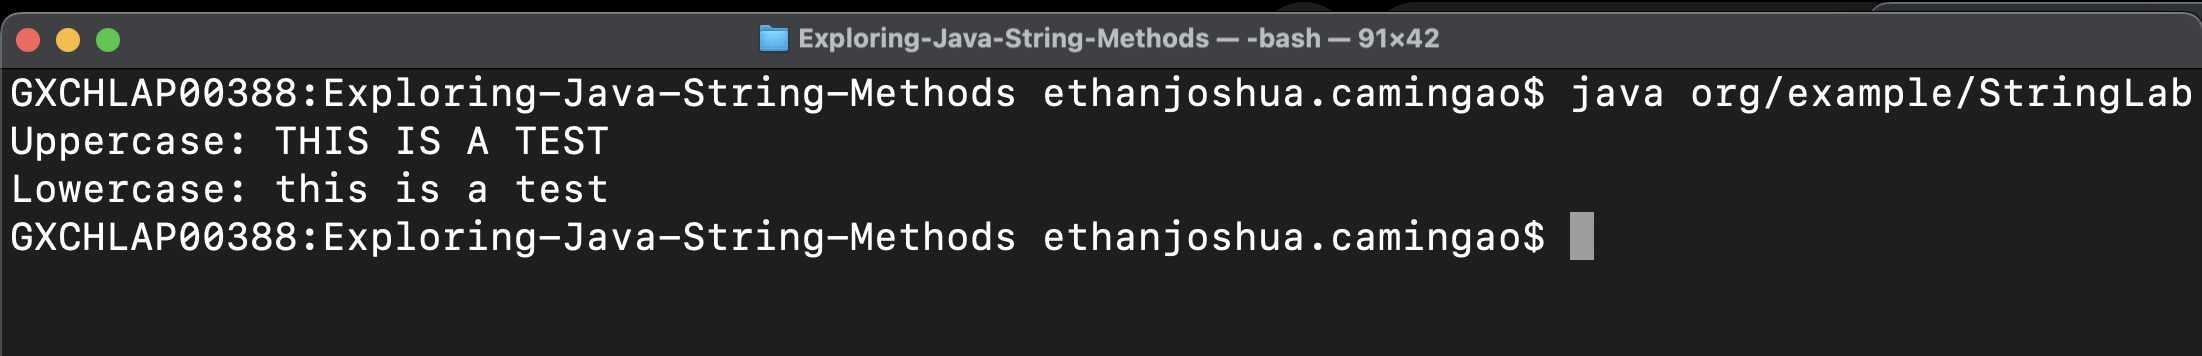 Exploring-Java-String-Methods — -bash — 91×42
GXCHLAP00388:Exploring-Java-String-Methods ethanjoshua.camingao$ java org/example/StringLab
Uppercase: THIS IS A TEST
Lowercase: this is a test
GXCHLAP00388:Exploring-Java-String-Methods ethanjoshua.camingao$